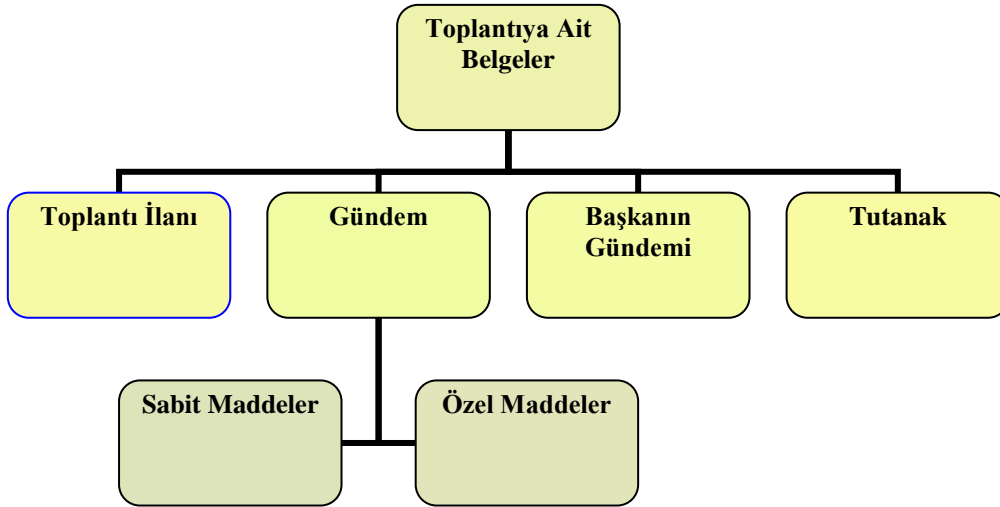 Toplantıya Ait
Belgeler
Toplantı İlanı
Gündem
Başkanın
Gündemi
Tutanak
Sabit Maddeler
Özel Maddeler